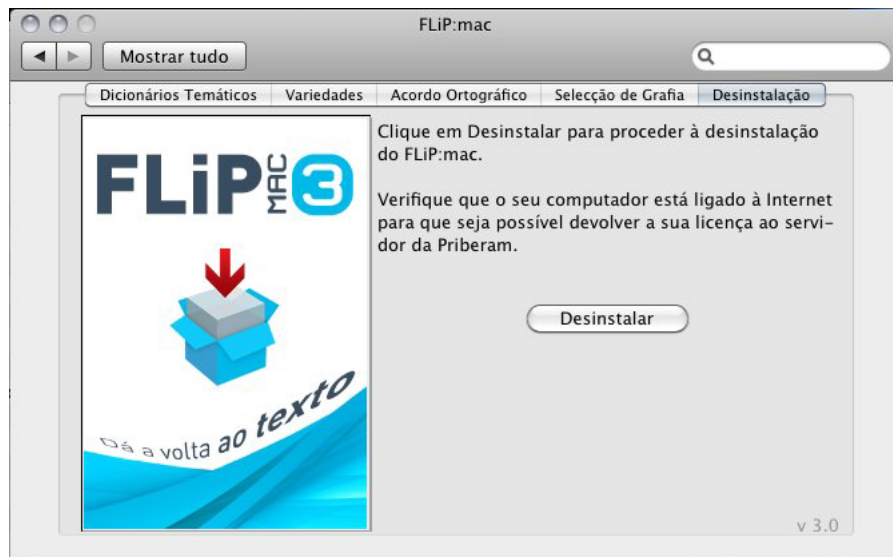 FLiP:mac
Mostrar tudo
Dicionários Temáticos Variedades Acordo Ortográfico Selecção de Grafia Desinstalação
FLiP MAC 3
Dá a volta ao texto
Clique em Desinstalar para proceder à desinstalação
do FLiP:mac.
Verifique que o seu computador está ligado à Internet
para que seja possível devolver a sua licença ao servi-
dor da Priberam.
Desinstalar
v 3.0